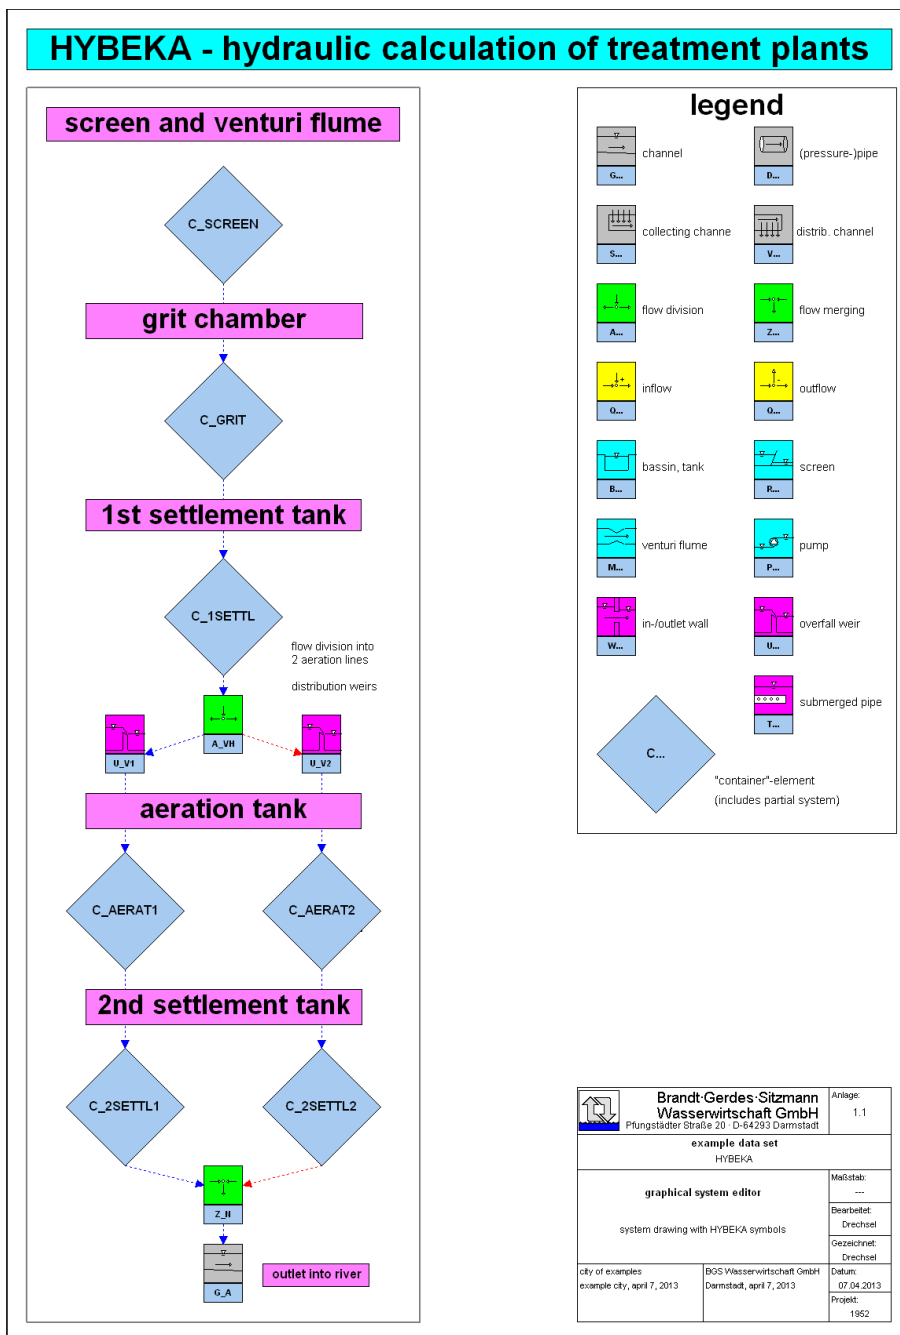 HYBEKA - hydraulic calculation of treatment plants
screen and venturi flume
C_SCREEN
grit chamber
C_GRIT
1st settlement tank
C_1SETTL
flow division into
2 aeration lines
distribution weirs
A_VH
U_V1
U_V2
aeration tank
C_AERAT1
C_AERAT2
2nd settlement tank
C_2SETTL1
C_2SETTL2
Z_N
G_A
outlet into river
legend
G... channel
D... (pressure-)pipe
S... collecting channe
V... distrib. channel
A... flow division
Z... flow merging
+
Q... inflow
-
Q... outflow
B... bassin, tank
R... screen
M... venturi flume
P... pump
W... in-/outlet wall
U... overfall weir
T... submerged pipe
C...
"container"-element
(includes partial system)
Brandt·Gerdes·Sitzmann
Wasserwirtschaft GmbH
Pfungstädter Straße 20 · D-64293 Darmstadt
Anlage:
1.1
example data set
HYBEKA
graphical system editor
system drawing with HYBEKA symbols
Maßstab:
---
Bearbeitet:
Drechsel
Gezeichnet:
Drechsel
city of examples
example city, april 7, 2013
BGS Wasserwirtschaft GmbH
Darmstadt, april 7, 2013
Datum:
07.04.2013
Projekt:
1952